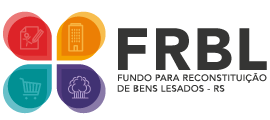 FRBL
FUNDO PARA RECONSTITUIÇÃO
DE BENS LESADOS - RS